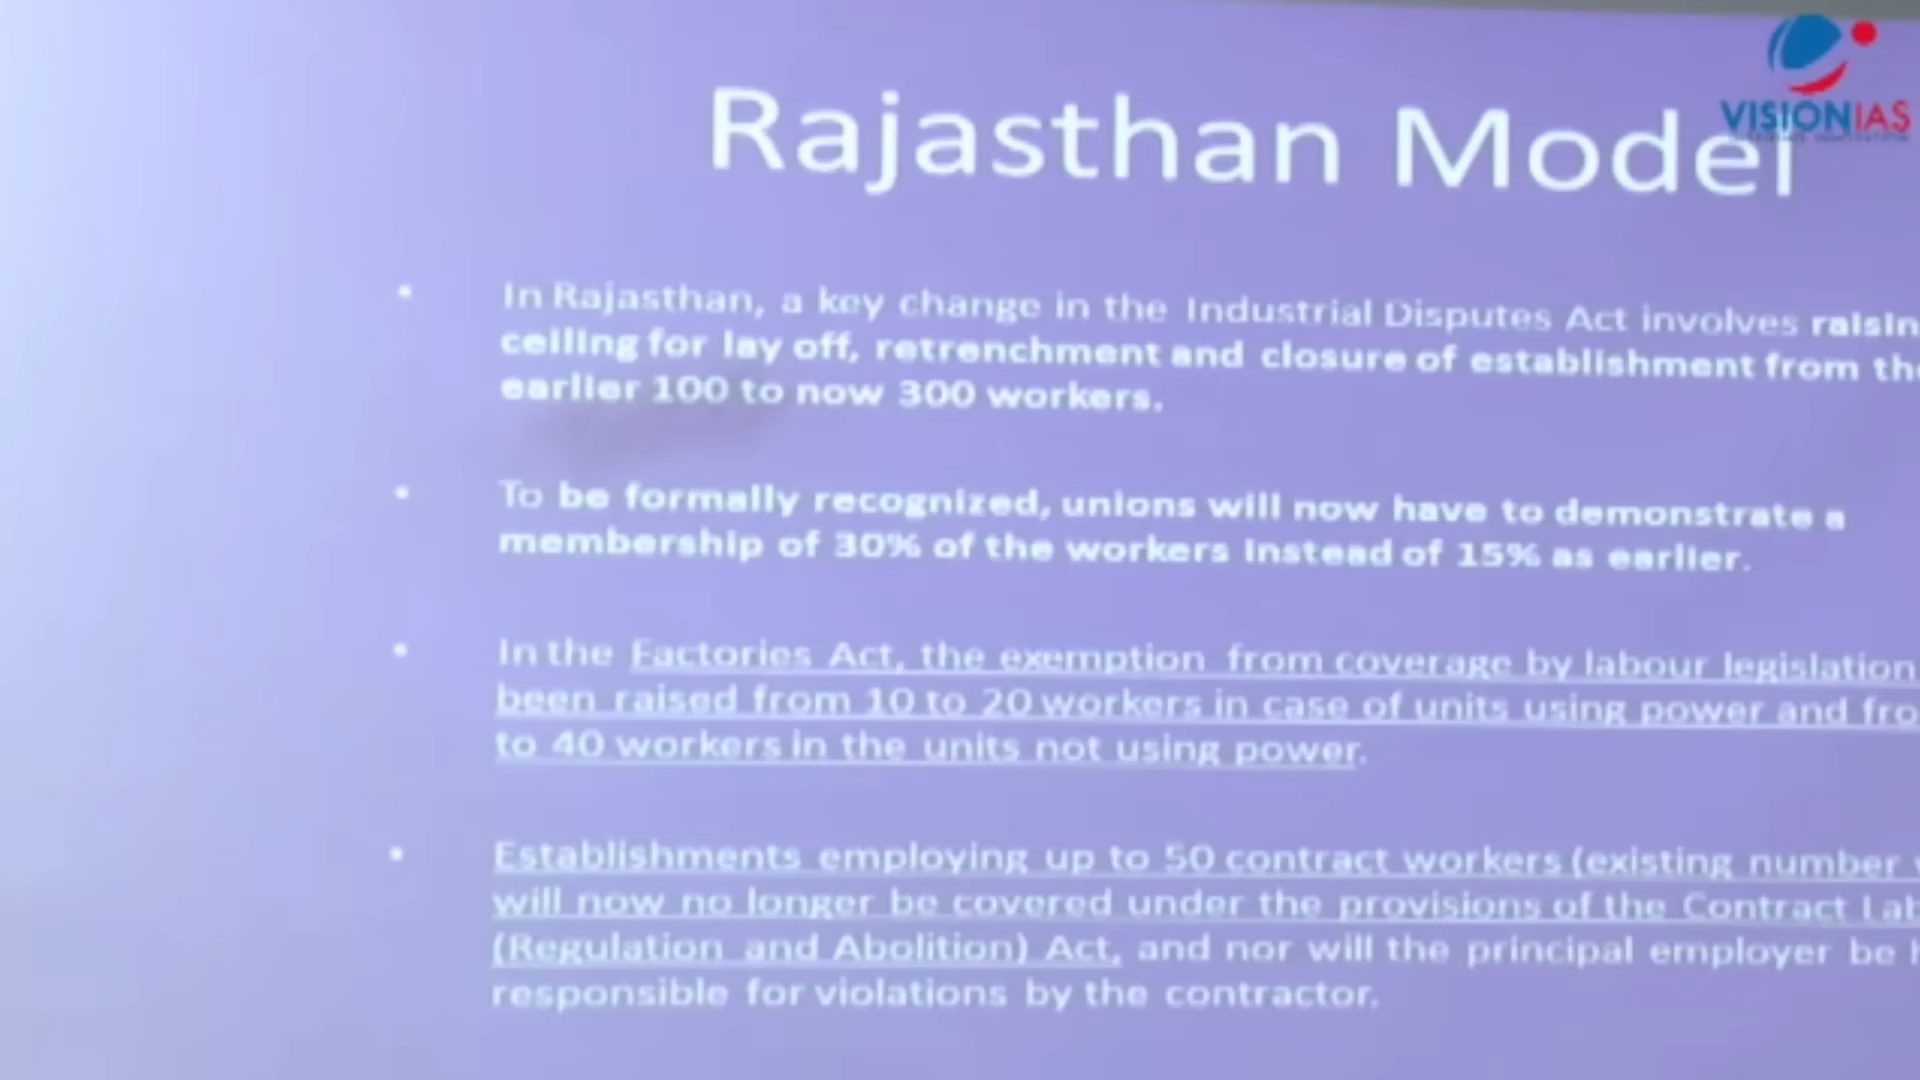 VISIONIAS
Rajasthan Model
• In Rajasthan, a key change in the Industrial Disputes Act involves
ceiling for lay off, retrenchment and closure of establishment from
earlier 100 to now 300 workers.
• To be formally recognized, unions will now have to demonstrate a
membership of 30% of the workers instead of 15% as earlier.
• In the Factories Act, the exemption from coverage by labour legislation
been raised from 10 to 20 workers in case of units using power and
to 40 workers in the units not using power.
• Establishments employing up to 50 contract workers (existing number
will now no longer be covered under the provisions of the Contract
(Regulation and Abolition) Act, and nor will the principal employer be
responsible for violations by the contractor.